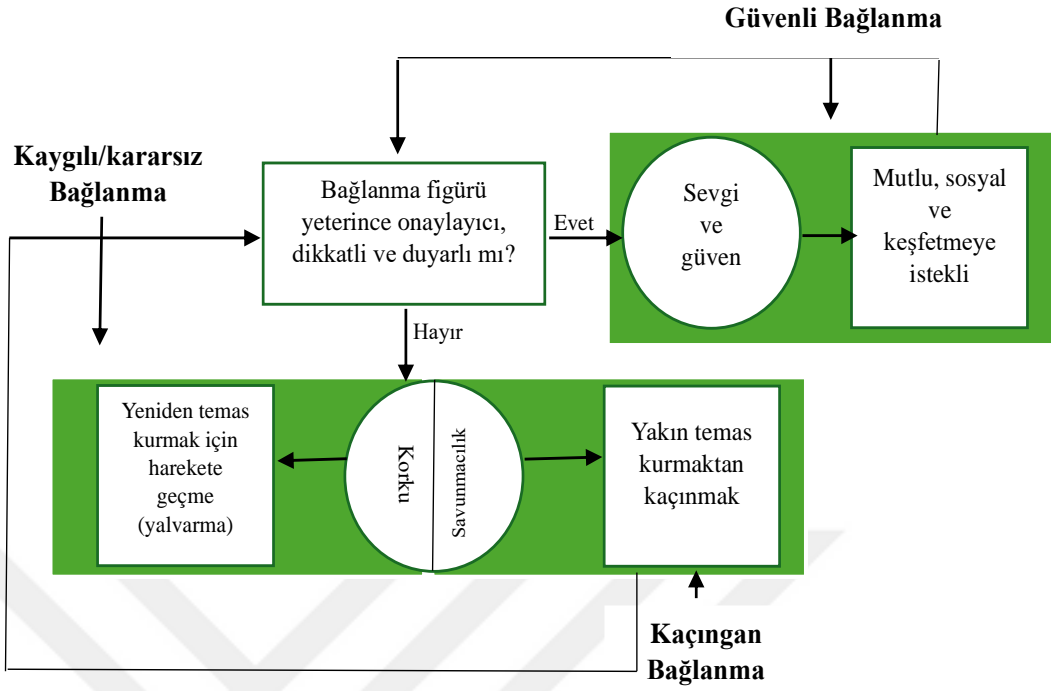 Güvenli Bağlanma
Kaygılı/kararsız
Bağlanma
Bağlanma figürü
yeterince onaylayıcı,
dikkatli ve duyarlı mı?
Evet
Sevgi
ve
güven
Mutlu, sosyal
ve
keşfetmeye
istekli
Hayır
Yeniden temas
kurmak için
harekete
geçme
(yalvarma)
Korku
Savunmacılık
Yakın temas
kurmaktan
kaçınmak
Kaçıngan
Bağlanma